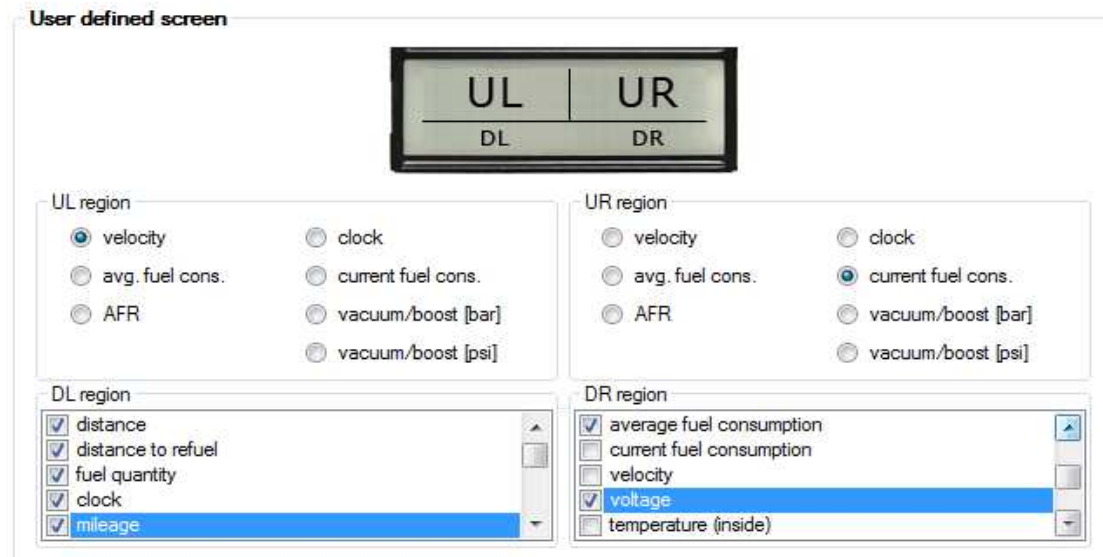 User defined screen
UL UR
DL DR
UL region
velocity clock
avg. fuel cons. current fuel cons.
AFR vacuum/boost [bar]
vacuum/boost [psi]
UR region
velocity clock
avg. fuel cons. current fuel cons.
AFR vacuum/boost [bar]
vacuum/boost [psi]
DL region
distance
distance to refuel
fuel quantity
clock
mileage
DR region
average fuel consumption
current fuel consumption
velocity
voltage
temperature (inside)